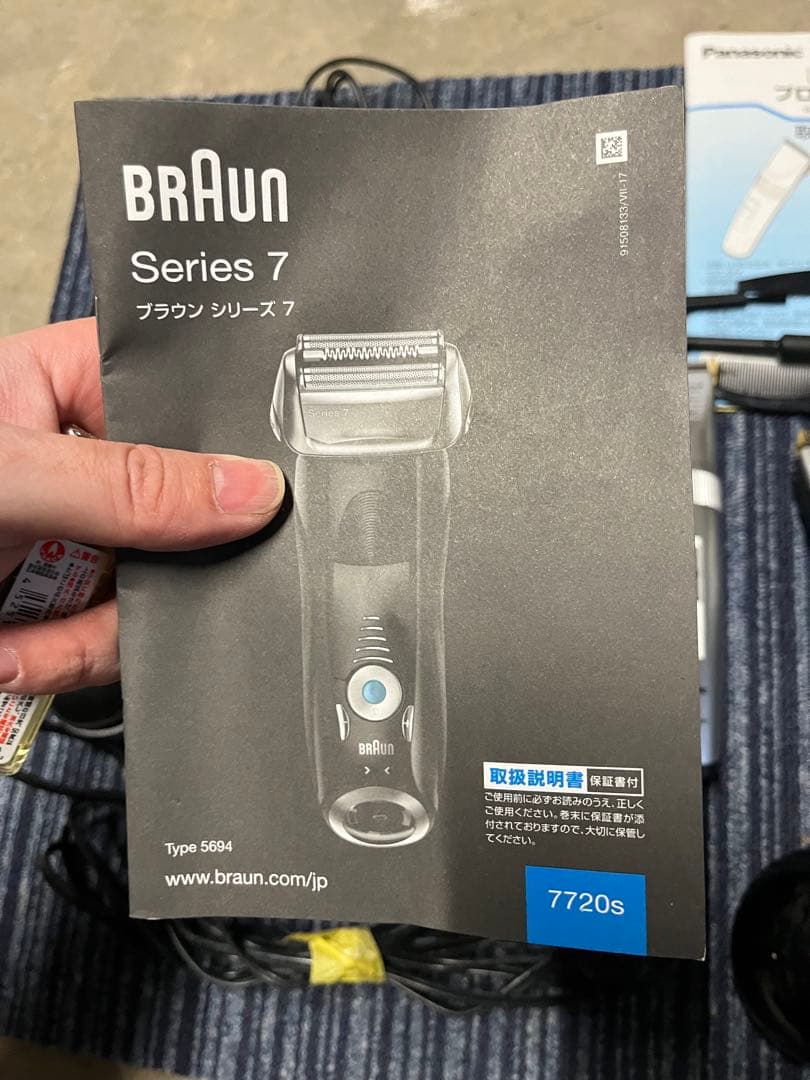 BRAUN
Series 7
ブラウン シリーズ 7
91508133/VII-17
Series 7
BRAUN
取扱説明書 保証書付
ご使用前に必ずお読みのうえ、正しく
ご使用ください。巻末に保証書が添
付されておりますので、大切に保管し
てください。
Type 5694
www.braun.com/jp
7720s
Panasonic
プロ
警告